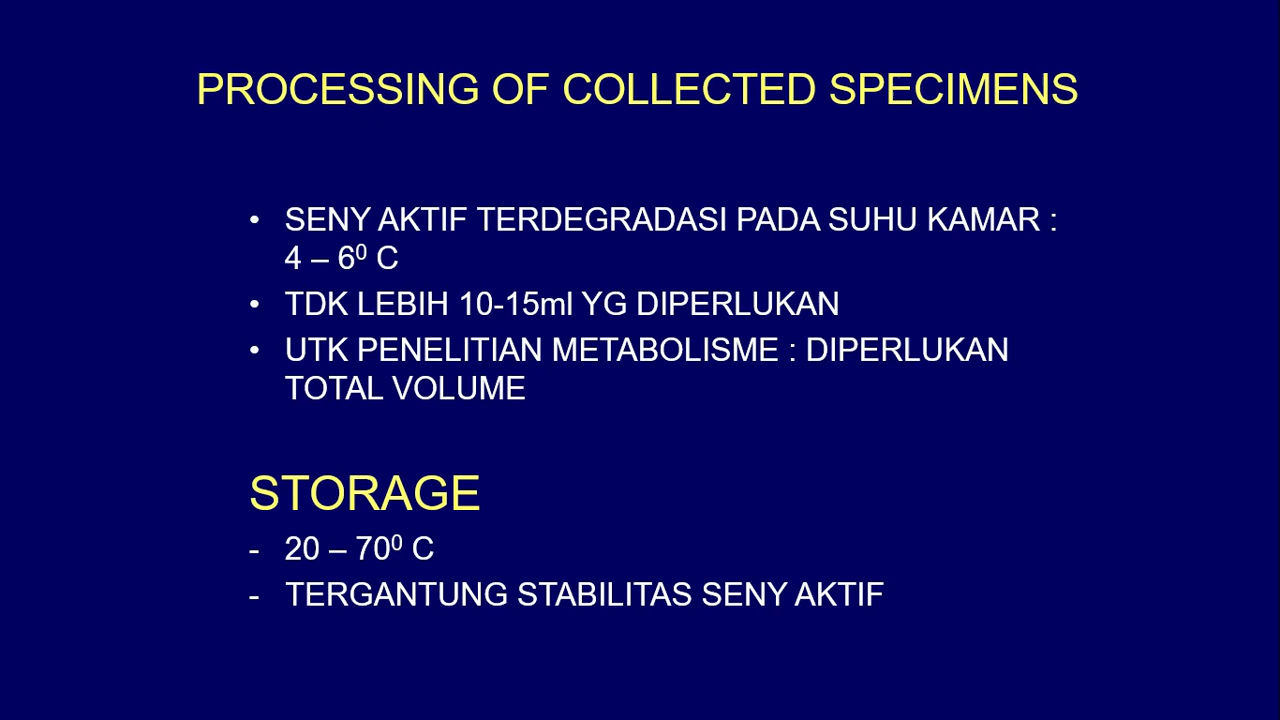 PROCESSING OF COLLECTED SPECIMENS
• SENY AKTIF TERDEGRADASI PADA SUHU KAMAR :
4 – 6⁰ C
• TDK LEBIH 10-15ml YG DIPERLUKAN
• UTK PENELITIAN METABOLISME : DIPERLUKAN
TOTAL VOLUME
STORAGE
- 20 – 70⁰ C
- TERGANTUNG STABILITAS SENY AKTIF